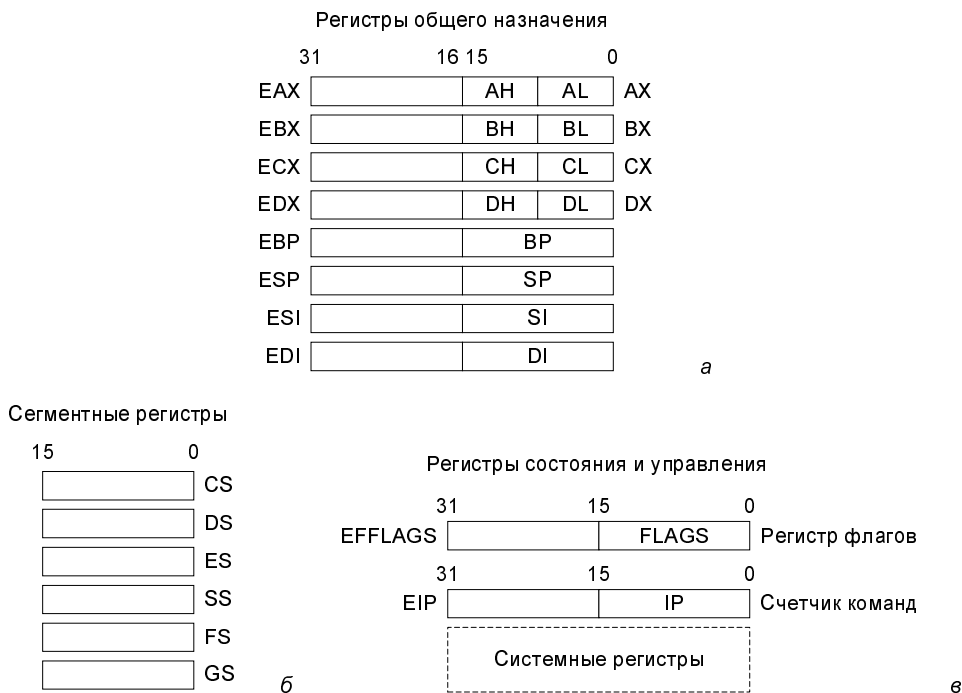 Регистры общего назначения
31 16 15 0
EAX AH AL AX
EBX BH BL BX
ECX CH CL CX
EDX DH DL DX
EBP BP
ESP SP
ESI SI
EDI DI
а
Сегментные регистры
15 0
CS
DS
ES
SS
FS
GS
б
Регистры состояния и управления
31 15 0
EFFLAGS FLAGS Регистр флагов
31 15 0
EIP IP Счетчик команд
Системные регистры
в